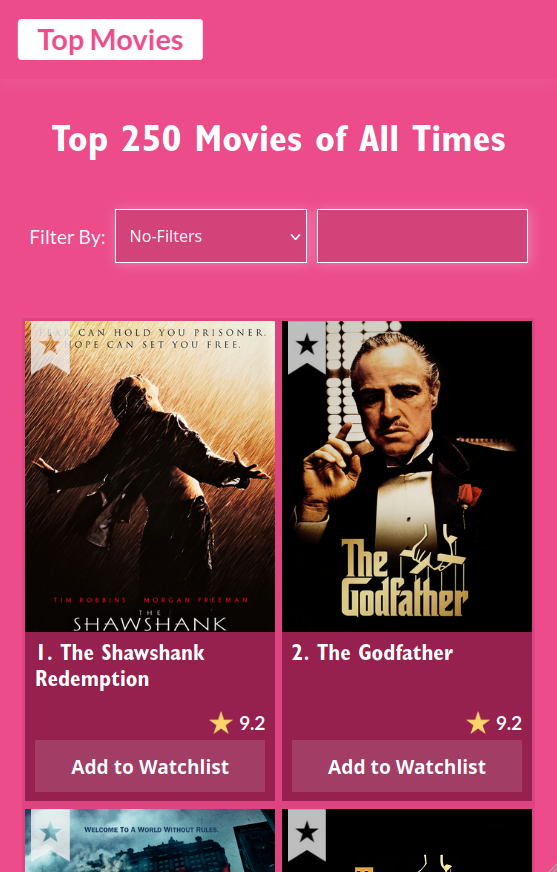 Top Movies
Top 250 Movies of All Times
Filter By:
No-Filters
FEAR CAN HOLD YOU PRISONER.
HOPE CAN SET YOU FREE.
TIM ROBBINS MORGAN FREEMAN
THE
SHAWSHANK
The
Godfather
1. The Shawshank
Redemption
2. The Godfather
9.2
9.2
Add to Watchlist
Add to Watchlist
WELCOME TO A WORLD WITHOUT RULES.